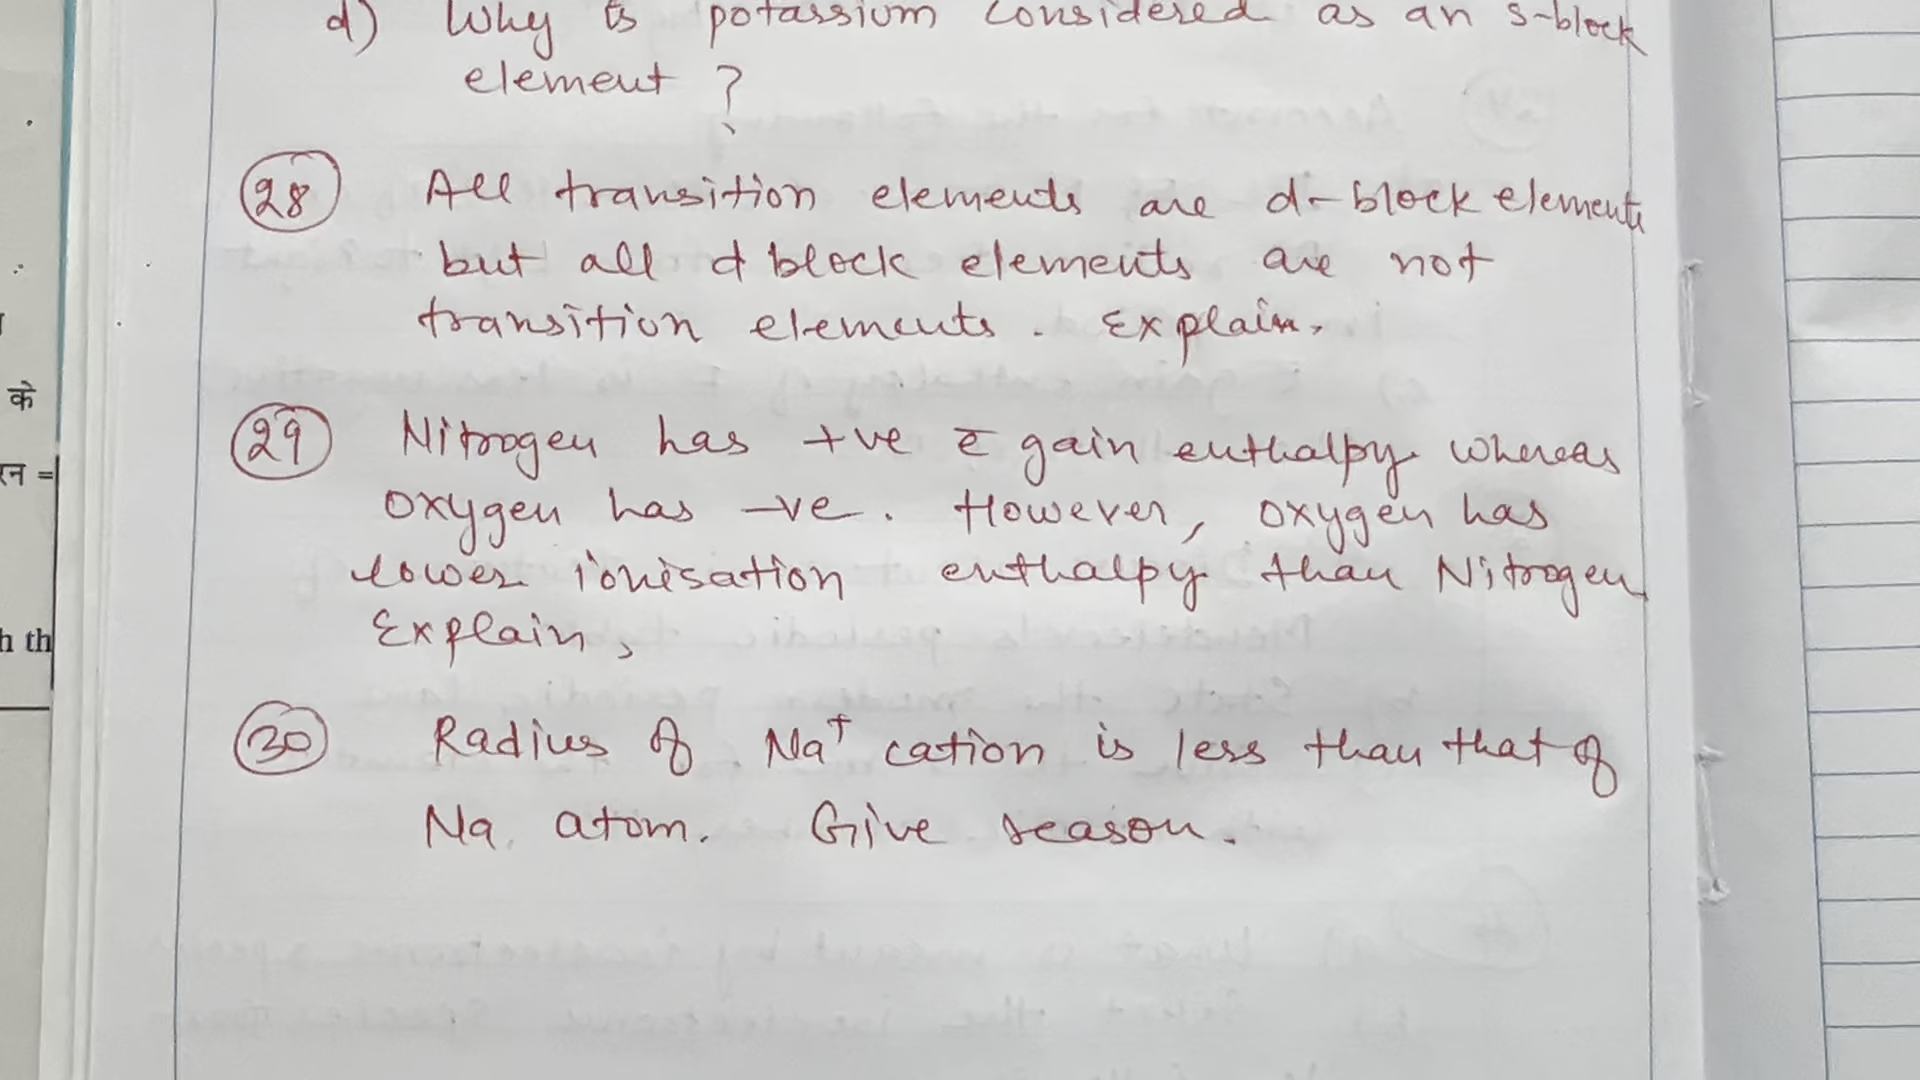 d) Why is potassium considered as an s-block
element ?
28 All transition elements are d-block elements
but all d block elements are not
transition elements. Explain.
29 Nitrogen has +ve e̅ gain enthalpy whereas
oxygen has -ve. However, oxygen has
lower ionisation enthalpy than Nitrogen
Explain,
30 Radius of Na⁺ cation is less than that of
Na atom. Give reason.
के
रन =
h th